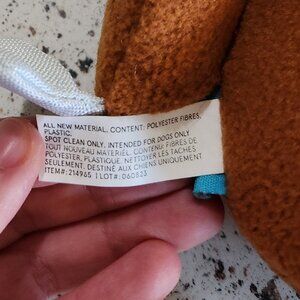 ALL NEW MATERIAL. CONTENT: POLYESTER FIBRES,
PLASTIC.
SPOT CLEAN ONLY. INTENDED FOR DOGS ONLY
TOUT NOUVEAU MATÉRIEL. CONTENU: FIBRES DE
POLYESTER, PLASTIQUE. NETTOYER LES TACHES
SEULEMENT. DESTINÉ AUX CHIENS UNIQUEMENT
ITEM#: 214965 | LOT#: 060823